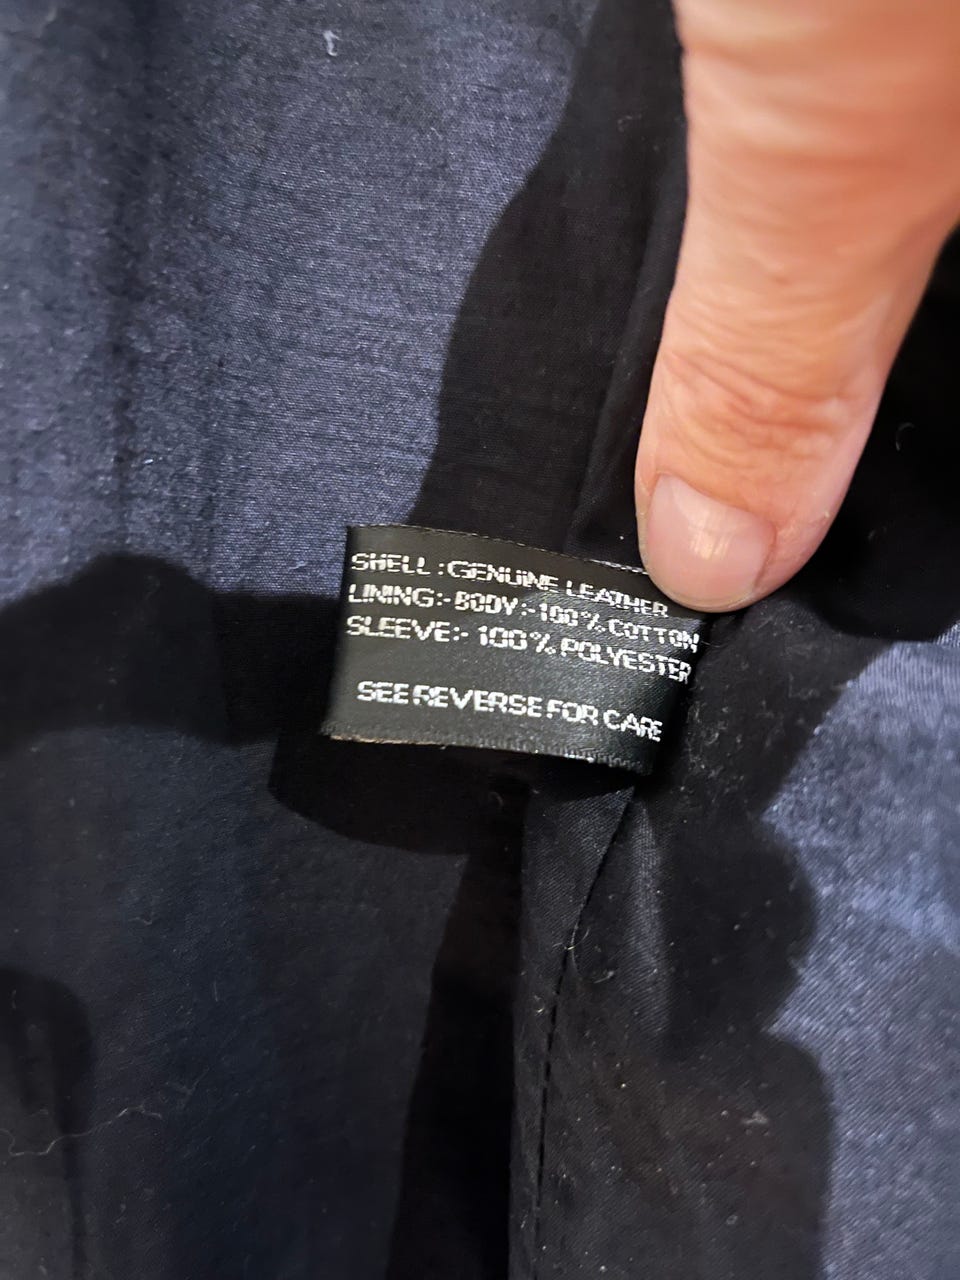 SHELL :GENUINE LEATHER
LINING:-BODY:-100% COTTON
SLEEVE:- 100% POLYESTER
SEE REVERSE FOR CARE